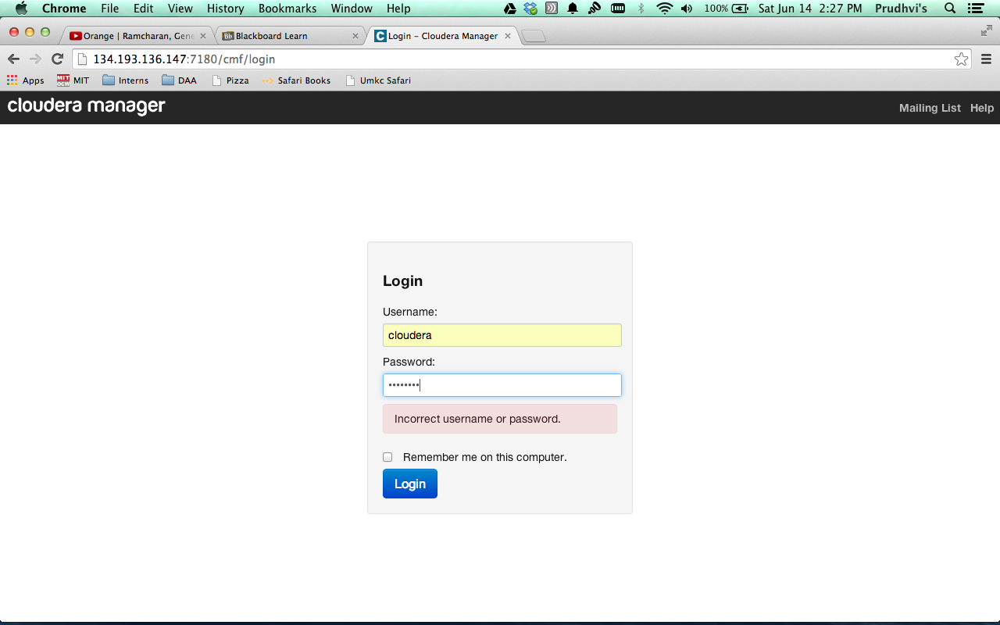 Chrome File Edit View History Bookmarks Window Help 100% Sat Jun 14 2:27 PM Prudhvi's
Orange | Ramcharan, Gen Blackboard Learn Login – Cloudera Manager
134.193.136.147:7180/cmf/login
Apps MIT Interns DAA Pizza Safari Books Umkc Safari
cloudera manager Mailing List Help
Login
Username:
cloudera
Password:
••••••••
Incorrect username or password.
Remember me on this computer.
Login